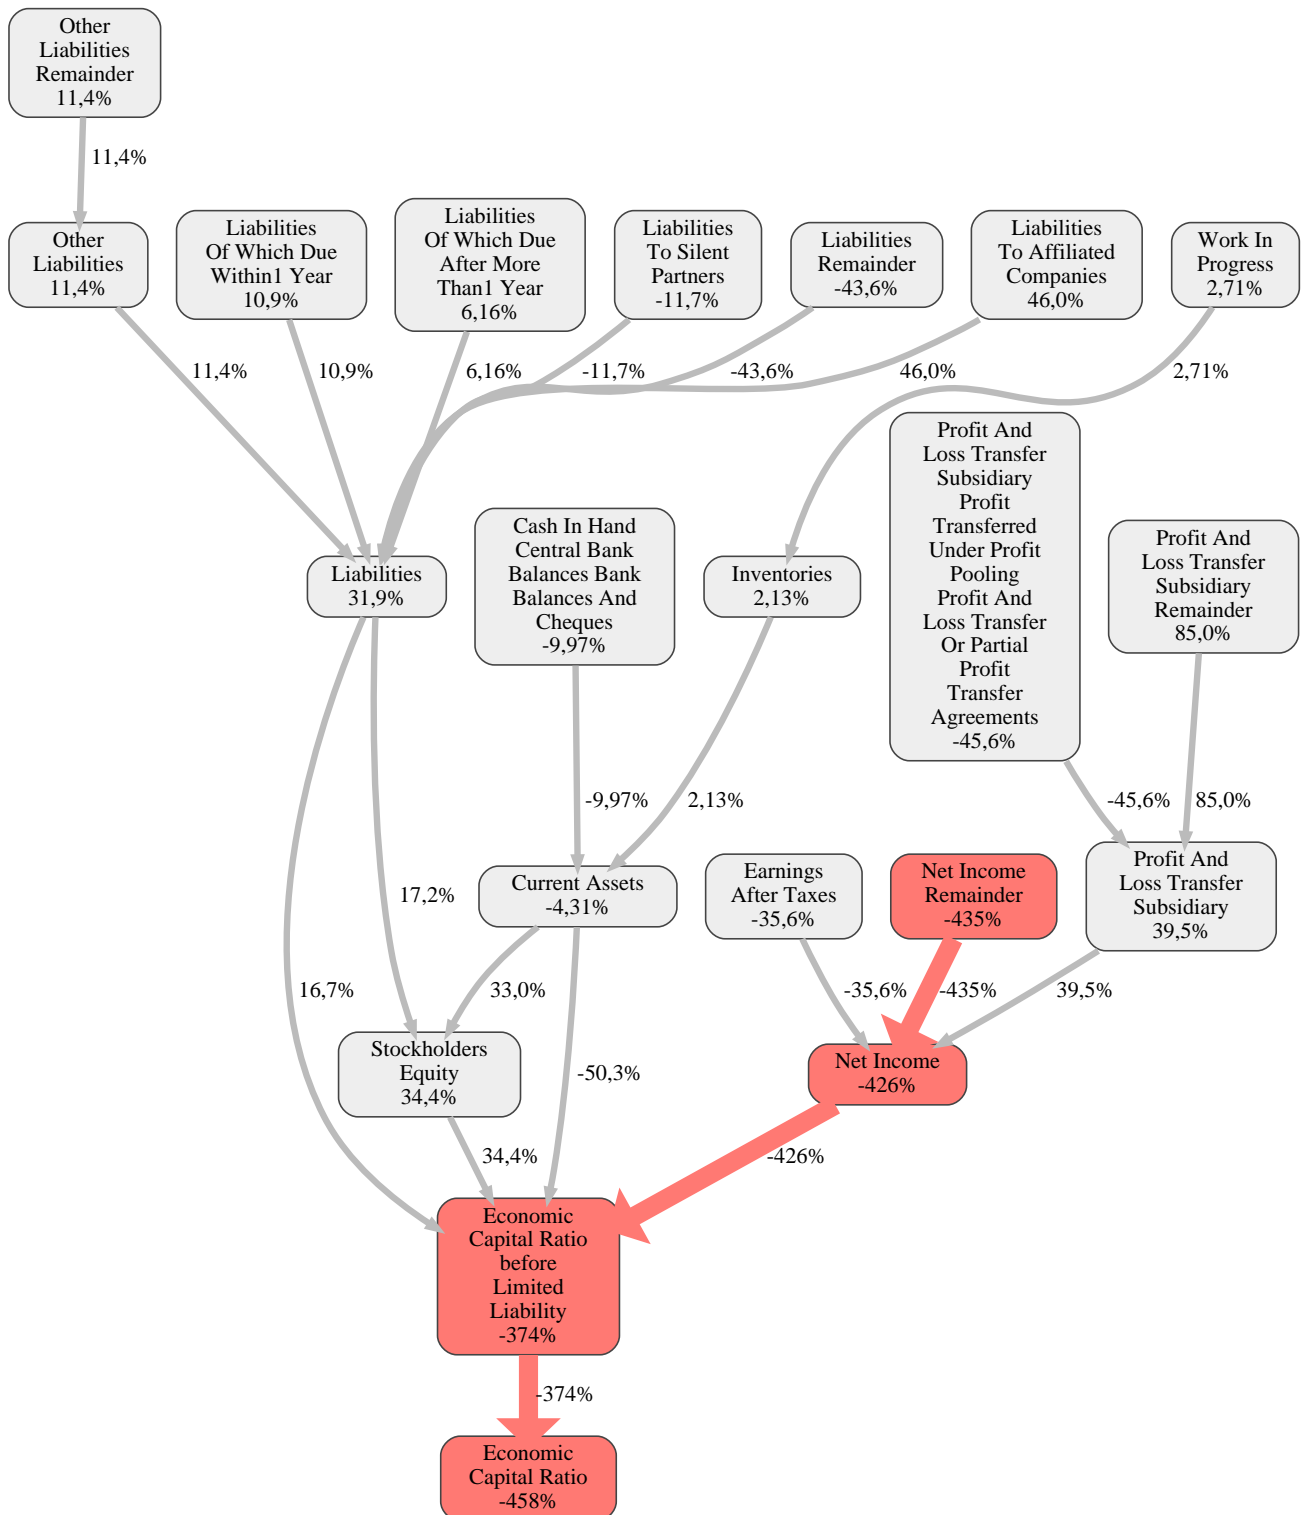 Other
Liabilities
Remainder
11,4%
11,4%
Other
Liabilities
11,4%
Liabilities
Of Which Due
Within1 Year
10,9%
Liabilities
Of Which Due
After More
Than1 Year
6,16%
Liabilities
To Silent
Partners
-11,7%
Liabilities
Remainder
-43,6%
Liabilities
To Affiliated
Companies
46,0%
Work In
Progress
2,71%
11,4%
10,9%
6,16%
-11,7%
-43,6%
46,0%
2,71%
Liabilities
31,9%
Cash In Hand
Central Bank
Balances Bank
Balances And
Cheques
-9,97%
Inventories
2,13%
Profit And
Loss Transfer
Subsidiary
Profit
Transferred
Under Profit
Pooling
Profit And
Loss Transfer
Or Partial
Profit
Transfer
Agreements
-45,6%
Profit And
Loss Transfer
Subsidiary
Remainder
85,0%
-9,97%
2,13%
-45,6%
85,0%
17,2%
Current Assets
-4,31%
Earnings
After Taxes
-35,6%
Net Income
Remainder
-435%
Profit And
Loss Transfer
Subsidiary
39,5%
16,7%
33,0%
-35,6%
-435%
39,5%
Stockholders
Equity
34,4%
-50,3%
Net Income
-426%
34,4%
-426%
Economic
Capital Ratio
before
Limited
Liability
-374%
-374%
Economic
Capital Ratio
-458%